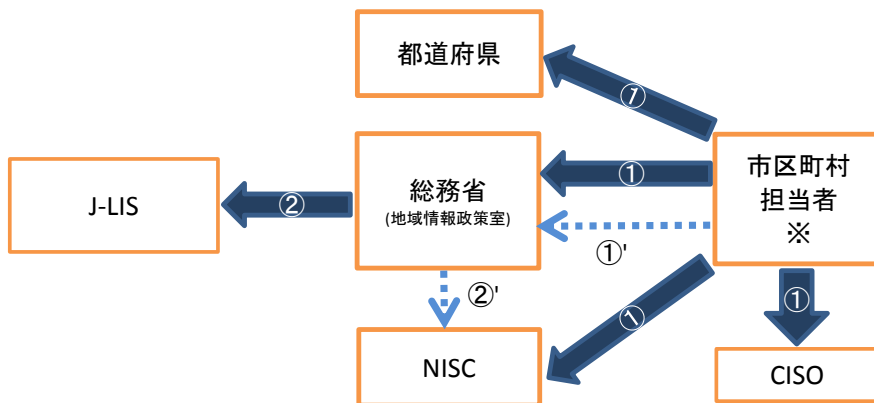 都道府県
①
J-LIS
②
総務省
(地域情報政策室)
①
市区町村
担当者
※
①'
②'
①
①
NISC
CISO